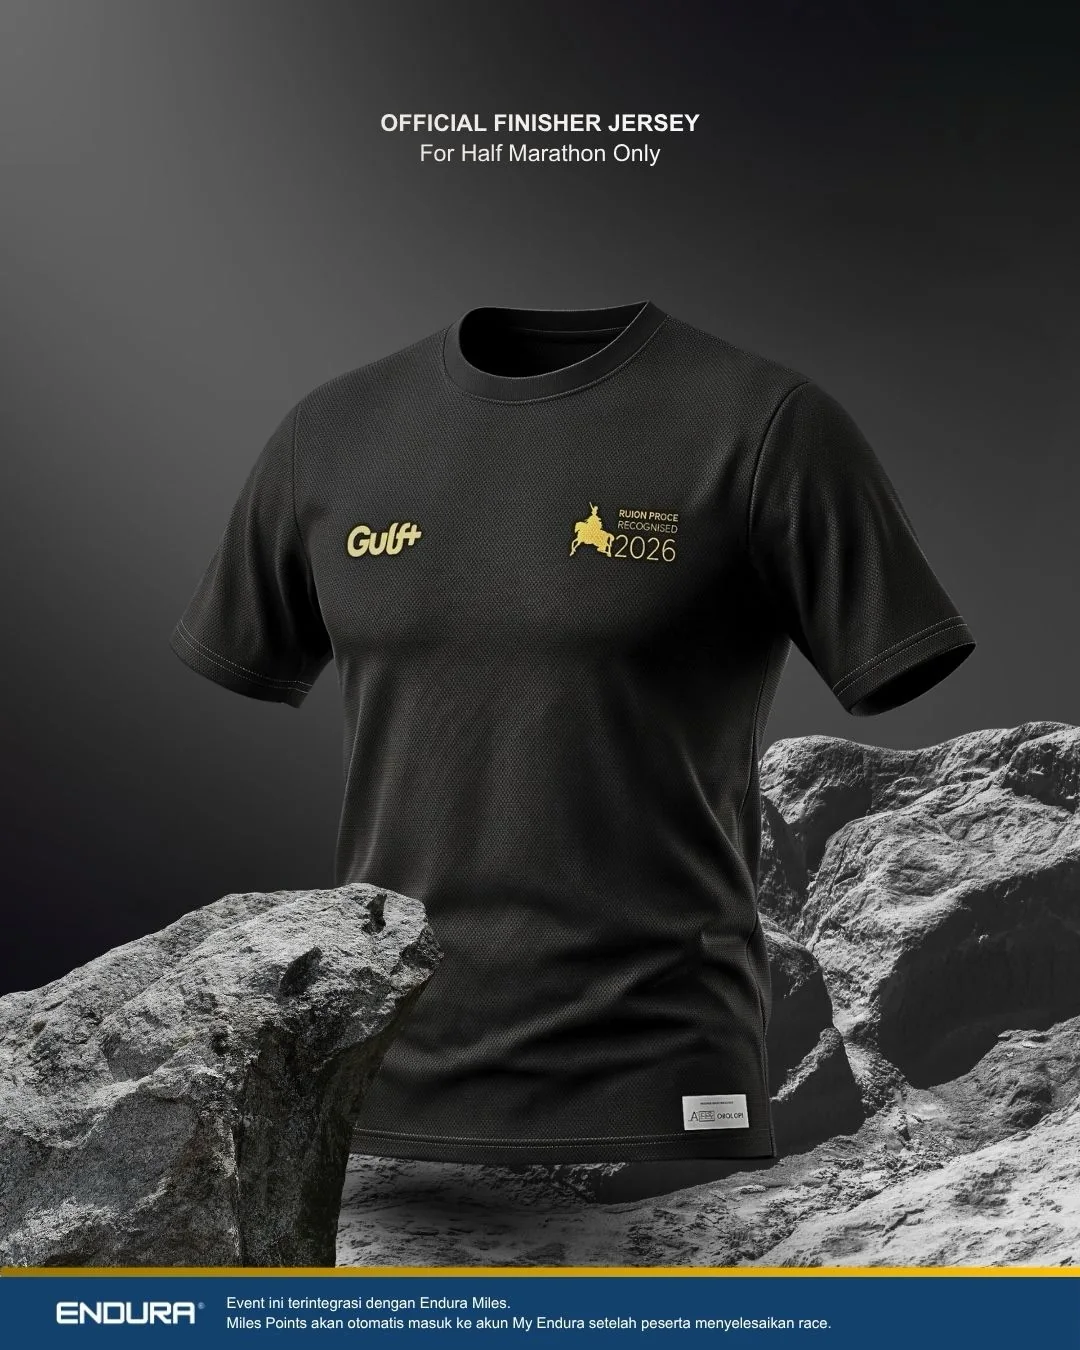 OFFICIAL FINISHER JERSEY
For Half Marathon Only
Gulf+
RUION PROCE
RECOGNISED
2026
OROLOPI
ENDURA®
Event ini terintegrasi dengan Endura Miles.
Miles Points akan otomatis masuk ke akun My Endura setelah peserta menyelesaikan race.